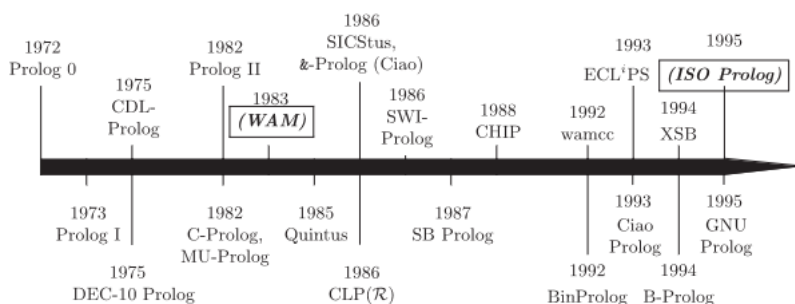 1972
Prolog 0
1975
CDL-
Prolog
1982
Prolog II
1983
(WAM)
1986
SICStus,
&-Prolog (Ciao)
1986
SWI-
Prolog
1988
CHIP
1992
wamcc
1993
ECLⁱPS
1994
XSB
1995
(ISO Prolog)
1973
Prolog I
1975
DEC-10 Prolog
1982
C-Prolog,
MU-Prolog
1985
Quintus
1986
CLP(ℛ)
1987
SB Prolog
1992
BinProlog
1993
Ciao
Prolog
1994
B-Prolog
1995
GNU
Prolog